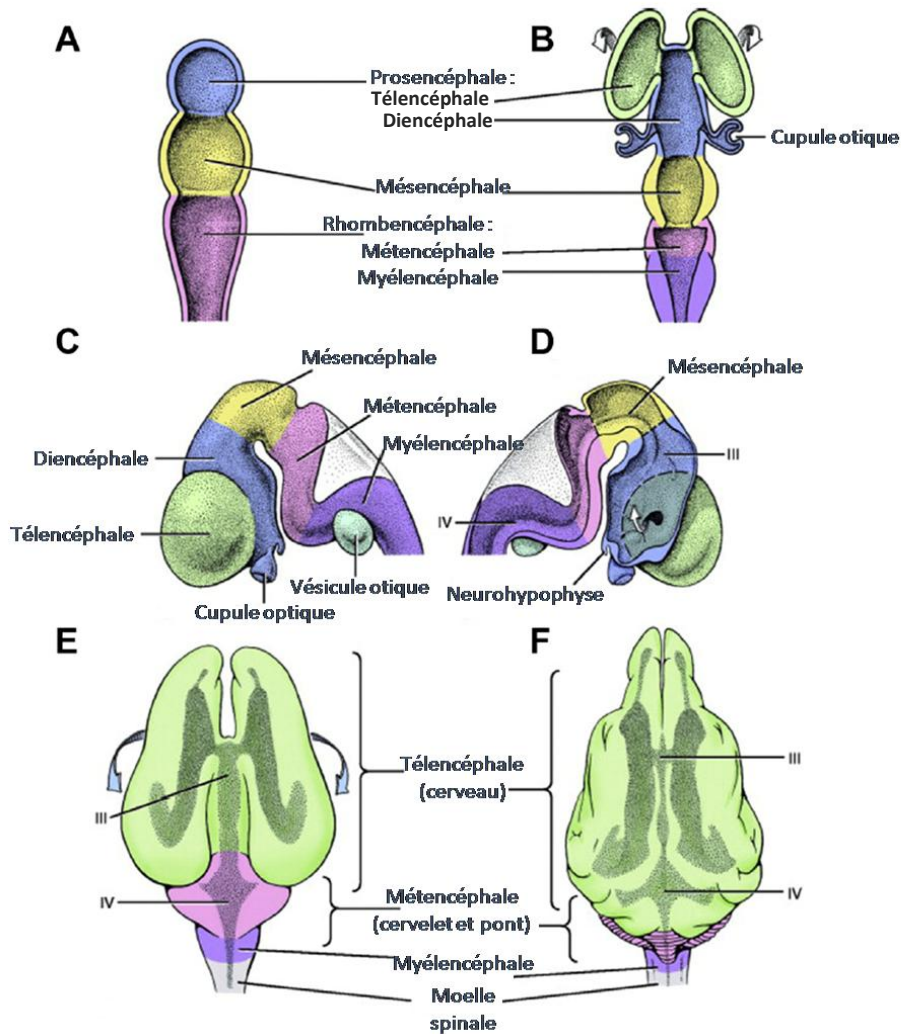 A
B
Prosencéphale :
Télencéphale
Diencéphale
Cupule otique
Mésencéphale
Rhombencéphale :
Métencéphale
Myélencéphale
C
D
Mésencéphale
Mésencéphale
Métencéphale
Myélencéphale
Diencéphale
III
Télencéphale
IV
Vésicule otique
Neurohypophyse
Cupule optique
E
F
Télencéphale
(cerveau)
III
III
IV
IV
Métencéphale
(cervelet et pont)
Myélencéphale
Moelle
spinale